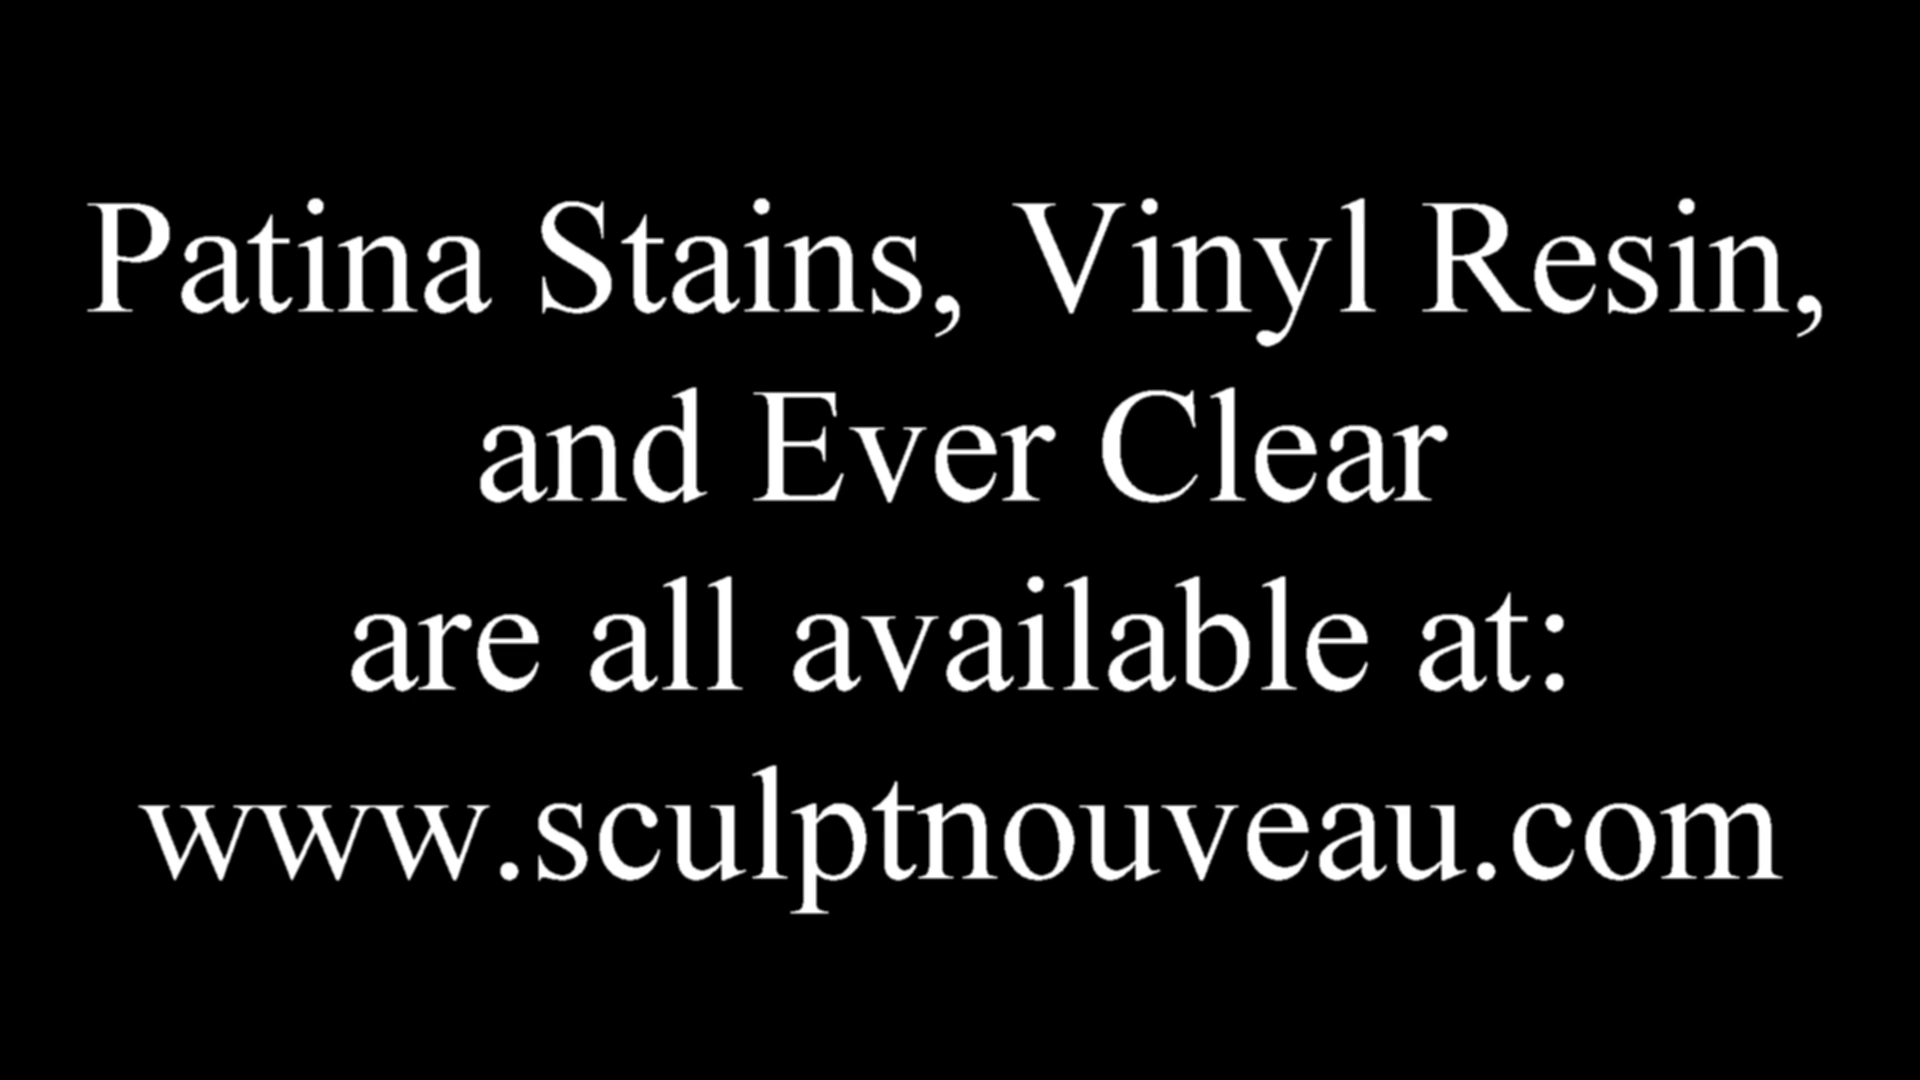 Patina Stains, Vinyl Resin,
and Ever Clear
are all available at:
www.sculptnouveau.com